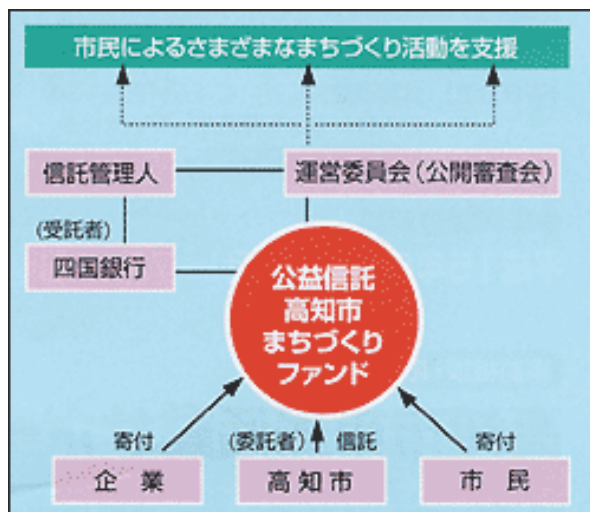 市民によるさまざまなまちづくり活動を支援
信託管理人
運営委員会(公開審査会)
(受託者)
四国銀行
公益信託
高知市
まちづくり
ファンド
寄付
(委託者)
信託
寄付
企業
高知市
市民